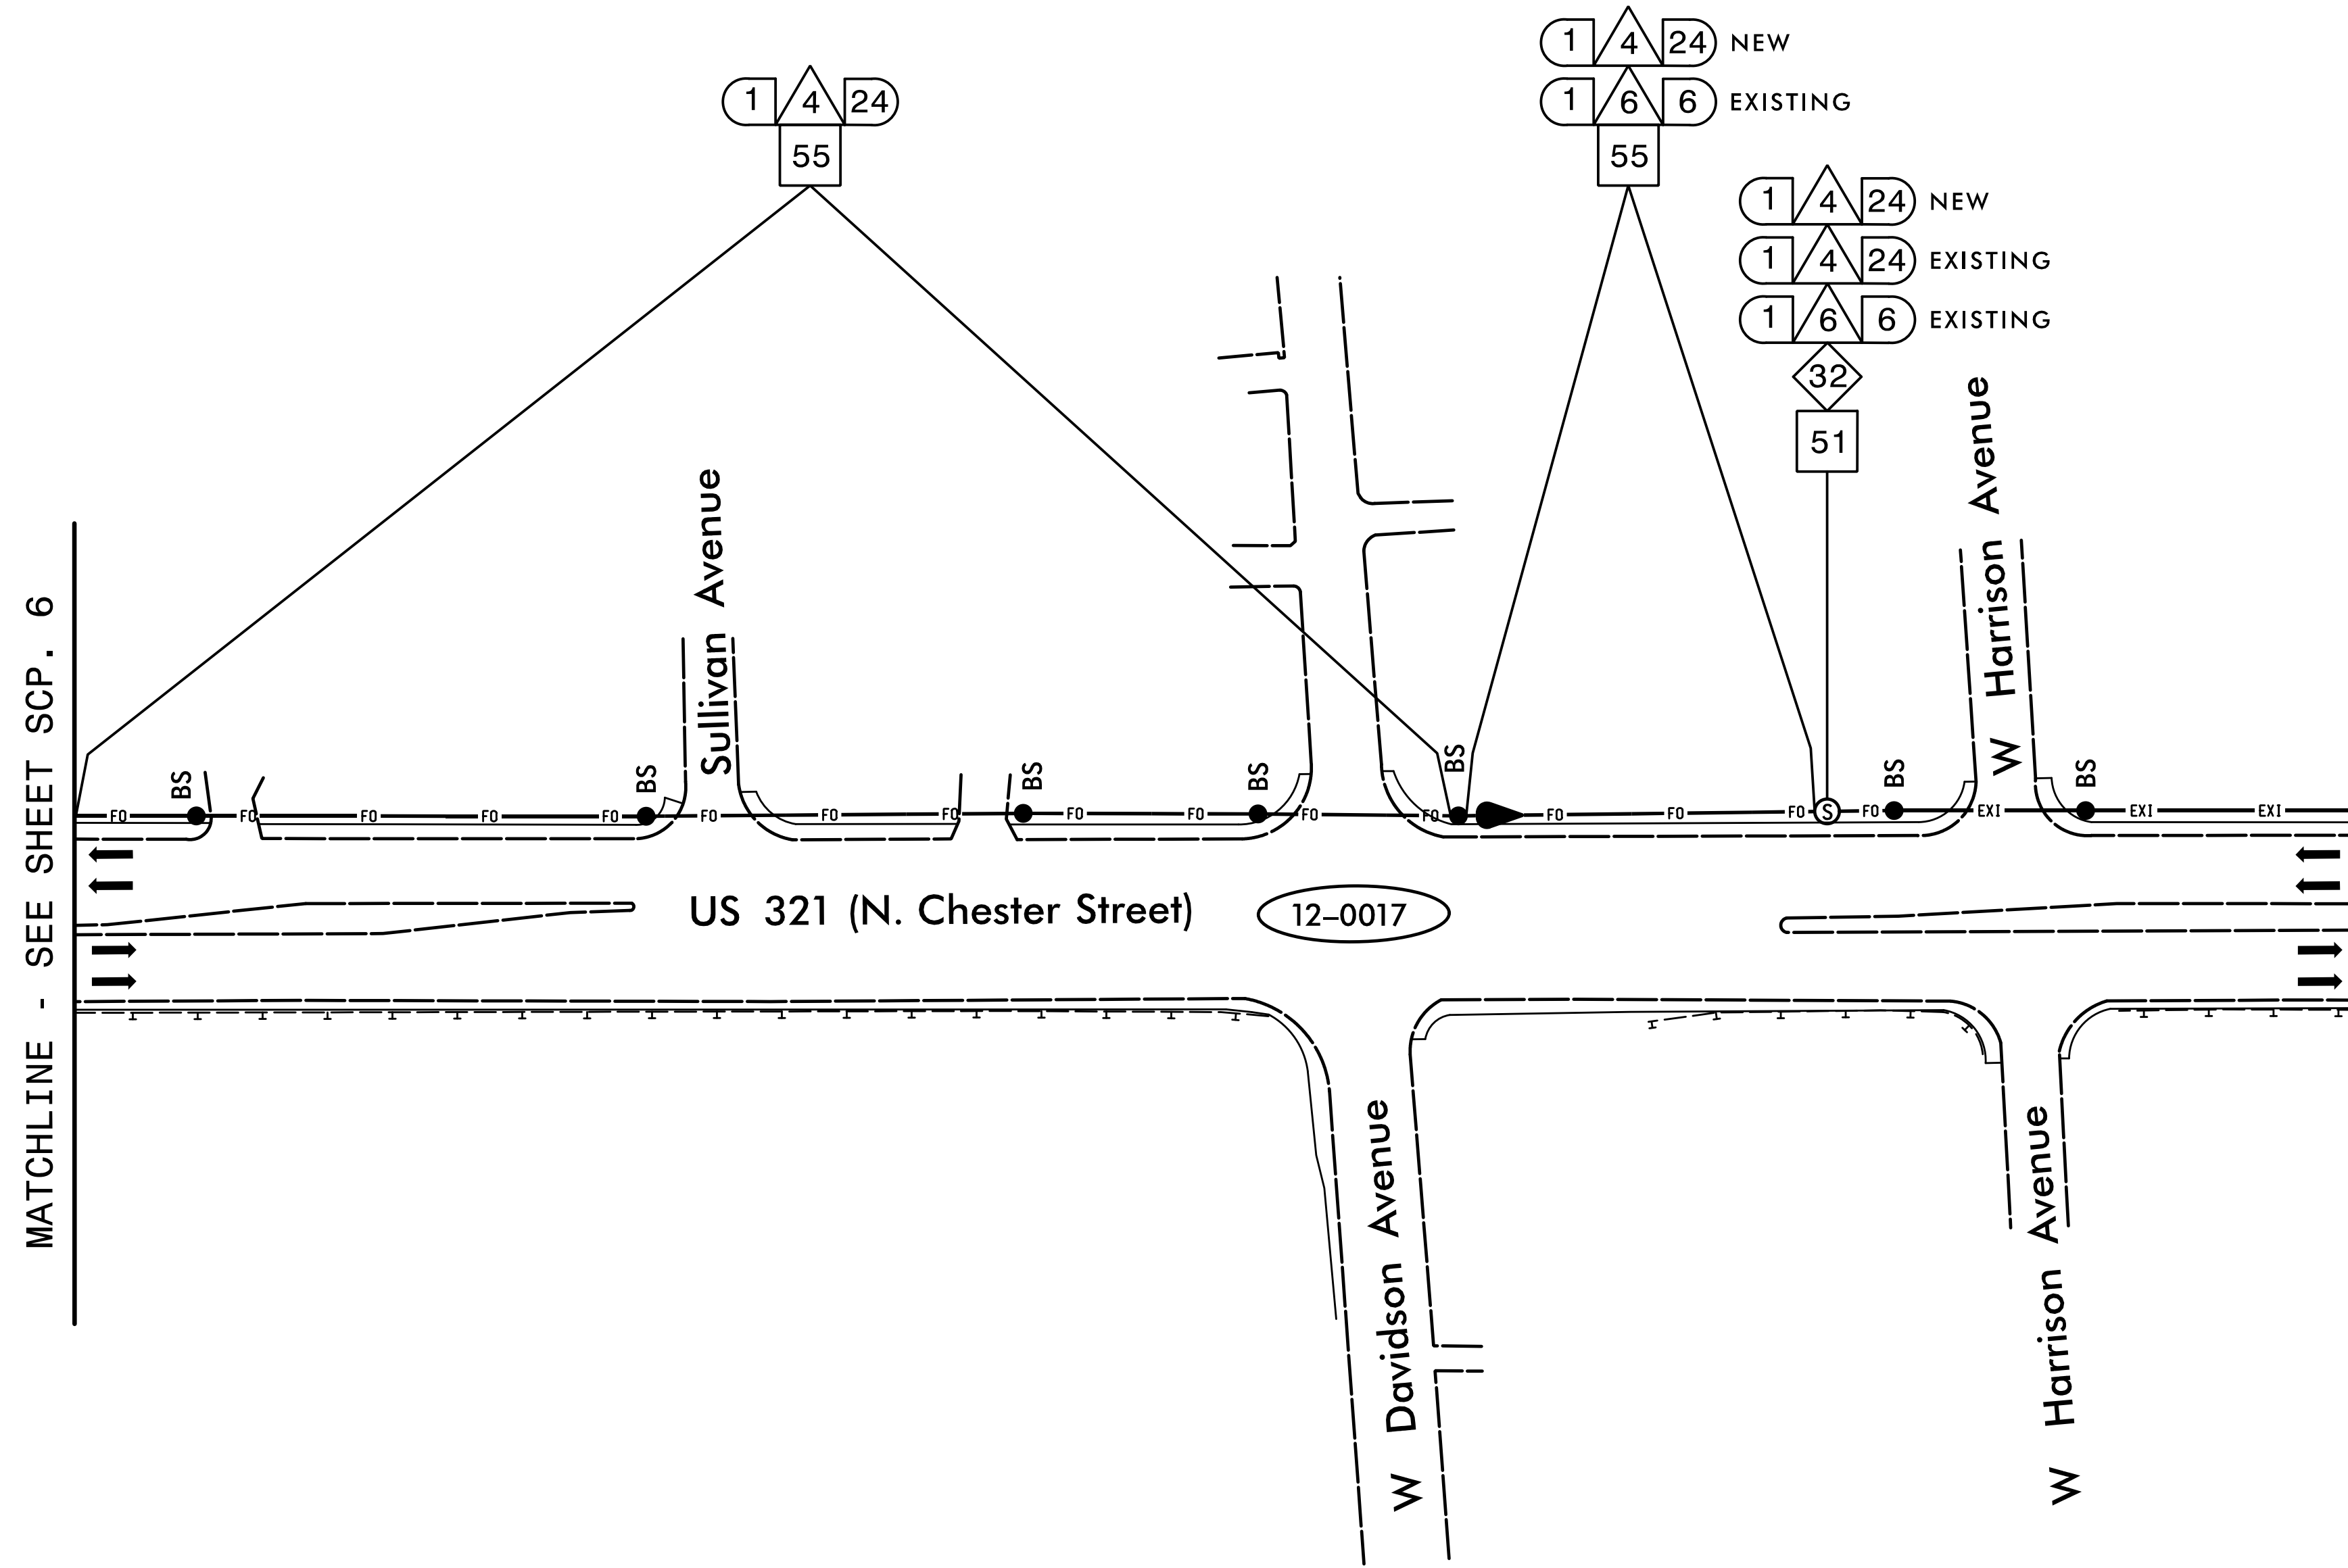 1 4 24 NEW
1 6 6 EXISTING
55
1 4 24
55
1 4 24 NEW
1 4 24 EXISTING
1 6 6 EXISTING
32
51
W Harrison Avenue
Sullivan Avenue
MATCHLINE - SEE SHEET SCP. 6
BS
BS
BS
BS
BS
BS
BS
FO FO FO FO FO FO FO FO FO FO FO FO FO FO FO S FO EXI EXI EXI
US 321 (N. Chester Street)
12-0017
W Davidson Avenue
W Harrison Avenue